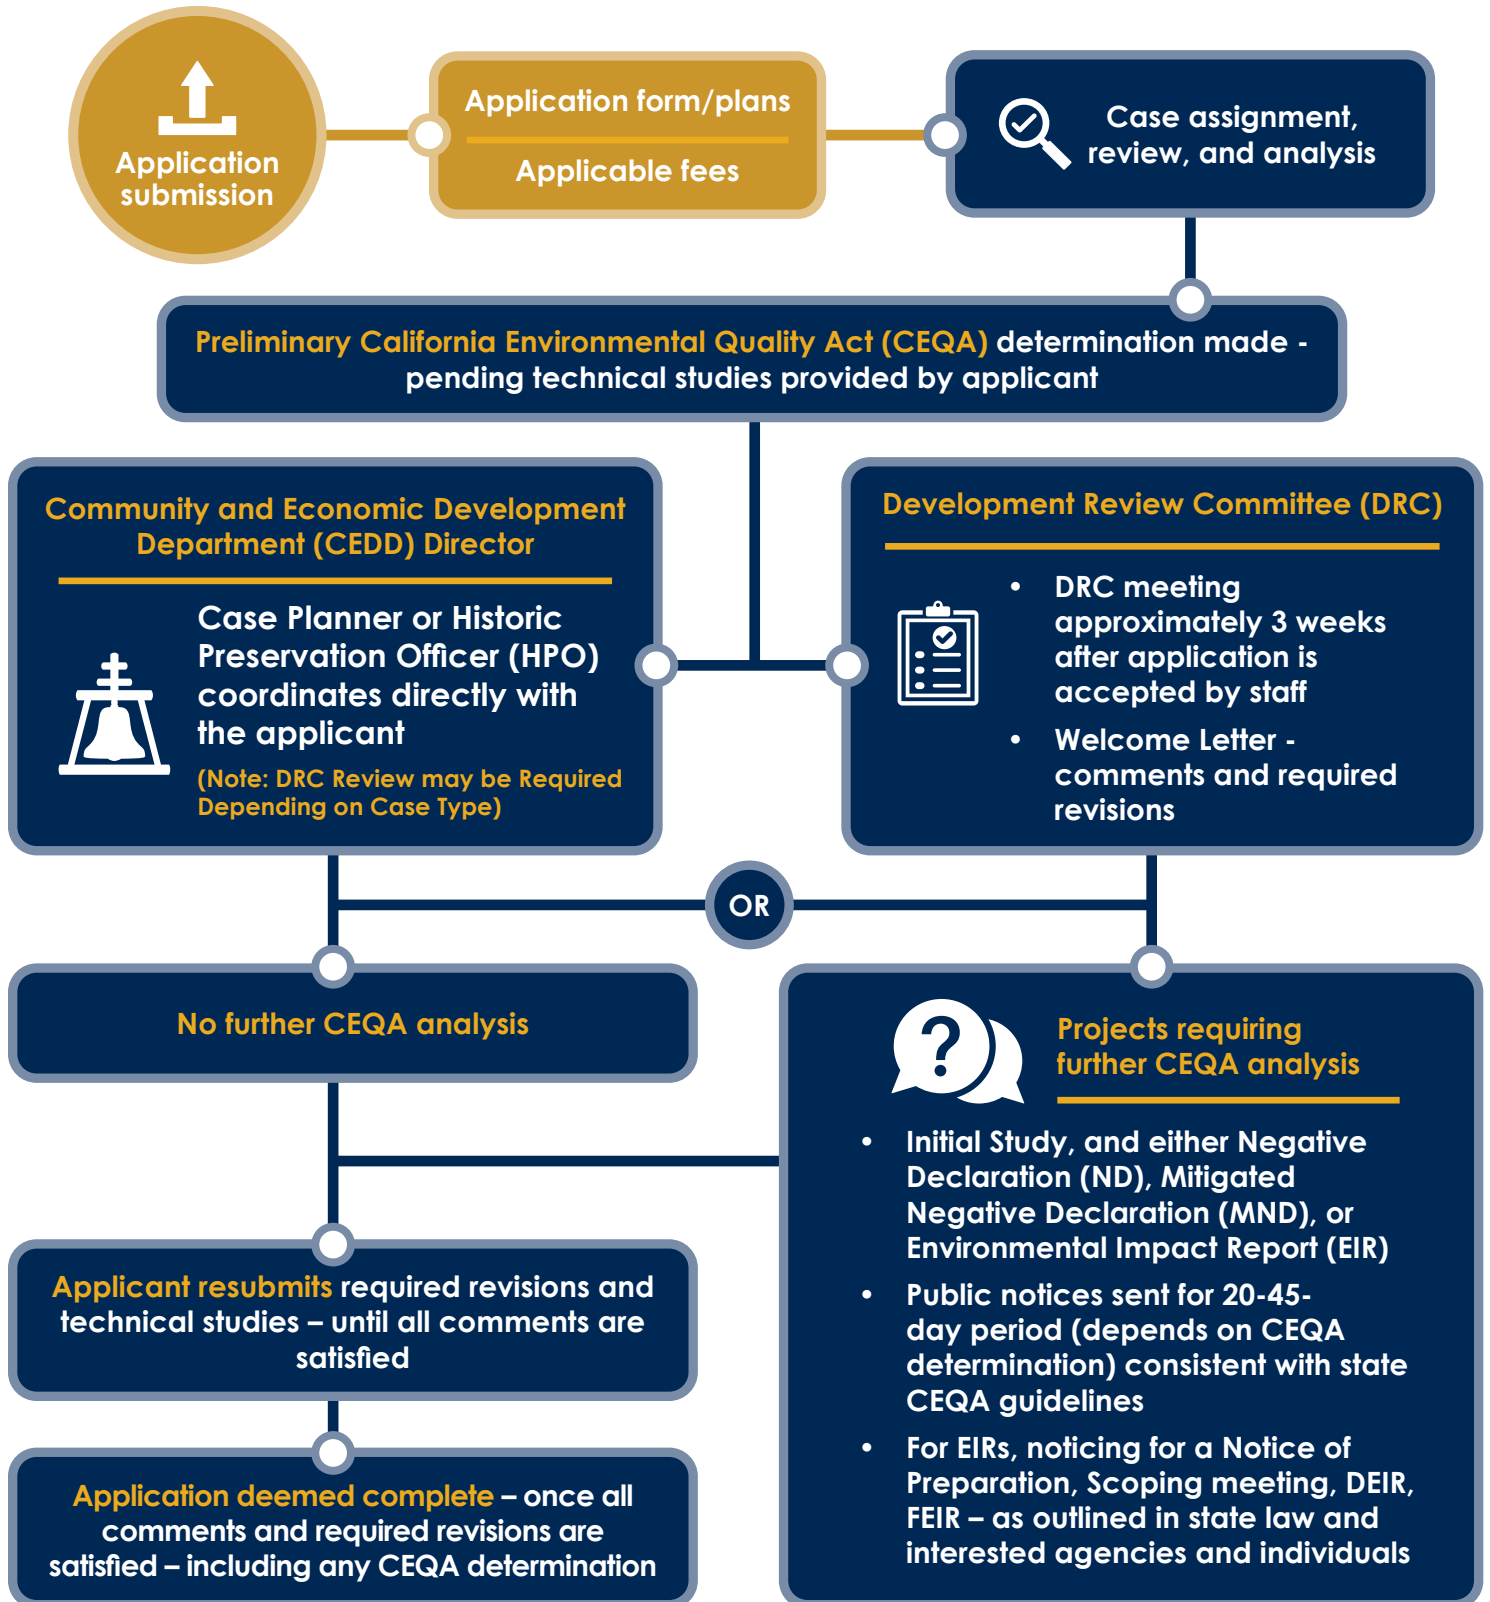 Application
submission
Application form/plans
Applicable fees
Case assignment,
review, and analysis
Preliminary California Environmental Quality Act (CEQA) determination made -
pending technical studies provided by applicant
Community and Economic Development
Department (CEDD) Director
Case Planner or Historic
Preservation Officer (HPO)
coordinates directly with
the applicant
(Note: DRC Review may be Required
Depending on Case Type)
Development Review Committee (DRC)
• DRC meeting
approximately 3 weeks
after application is
accepted by staff
• Welcome Letter -
comments and required
revisions
OR
No further CEQA analysis
?
Projects requiring
further CEQA analysis
• Initial Study, and either Negative
Declaration (ND), Mitigated
Negative Declaration (MND), or
Environmental Impact Report (EIR)
• Public notices sent for 20-45-
day period (depends on CEQA
determination) consistent with state
CEQA guidelines
• For EIRs, noticing for a Notice of
Preparation, Scoping meeting, DEIR,
FEIR – as outlined in state law and
interested agencies and individuals
Applicant resubmits required revisions and
technical studies – until all comments are
satisfied
Application deemed complete – once all
comments and required revisions are
satisfied – including any CEQA determination